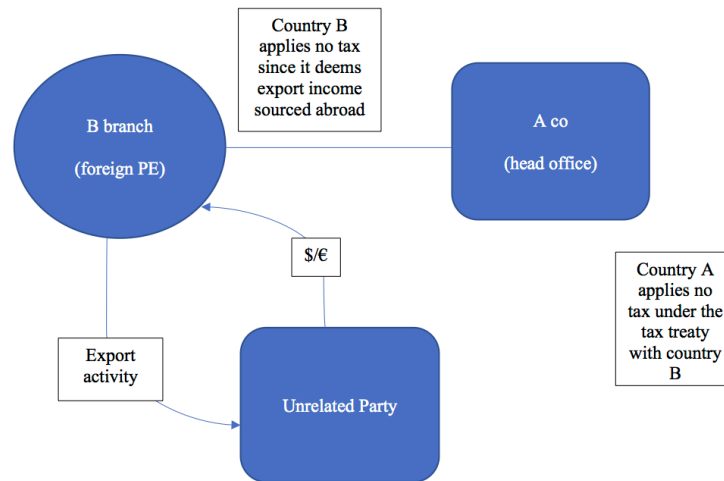 Country B
applies no tax
since it deems
export income
sourced abroad
B branch
(foreign PE)
A co
(head office)
$/€
Country A
applies no
tax under the
tax treaty
with country
B
Export
activity
Unrelated Party